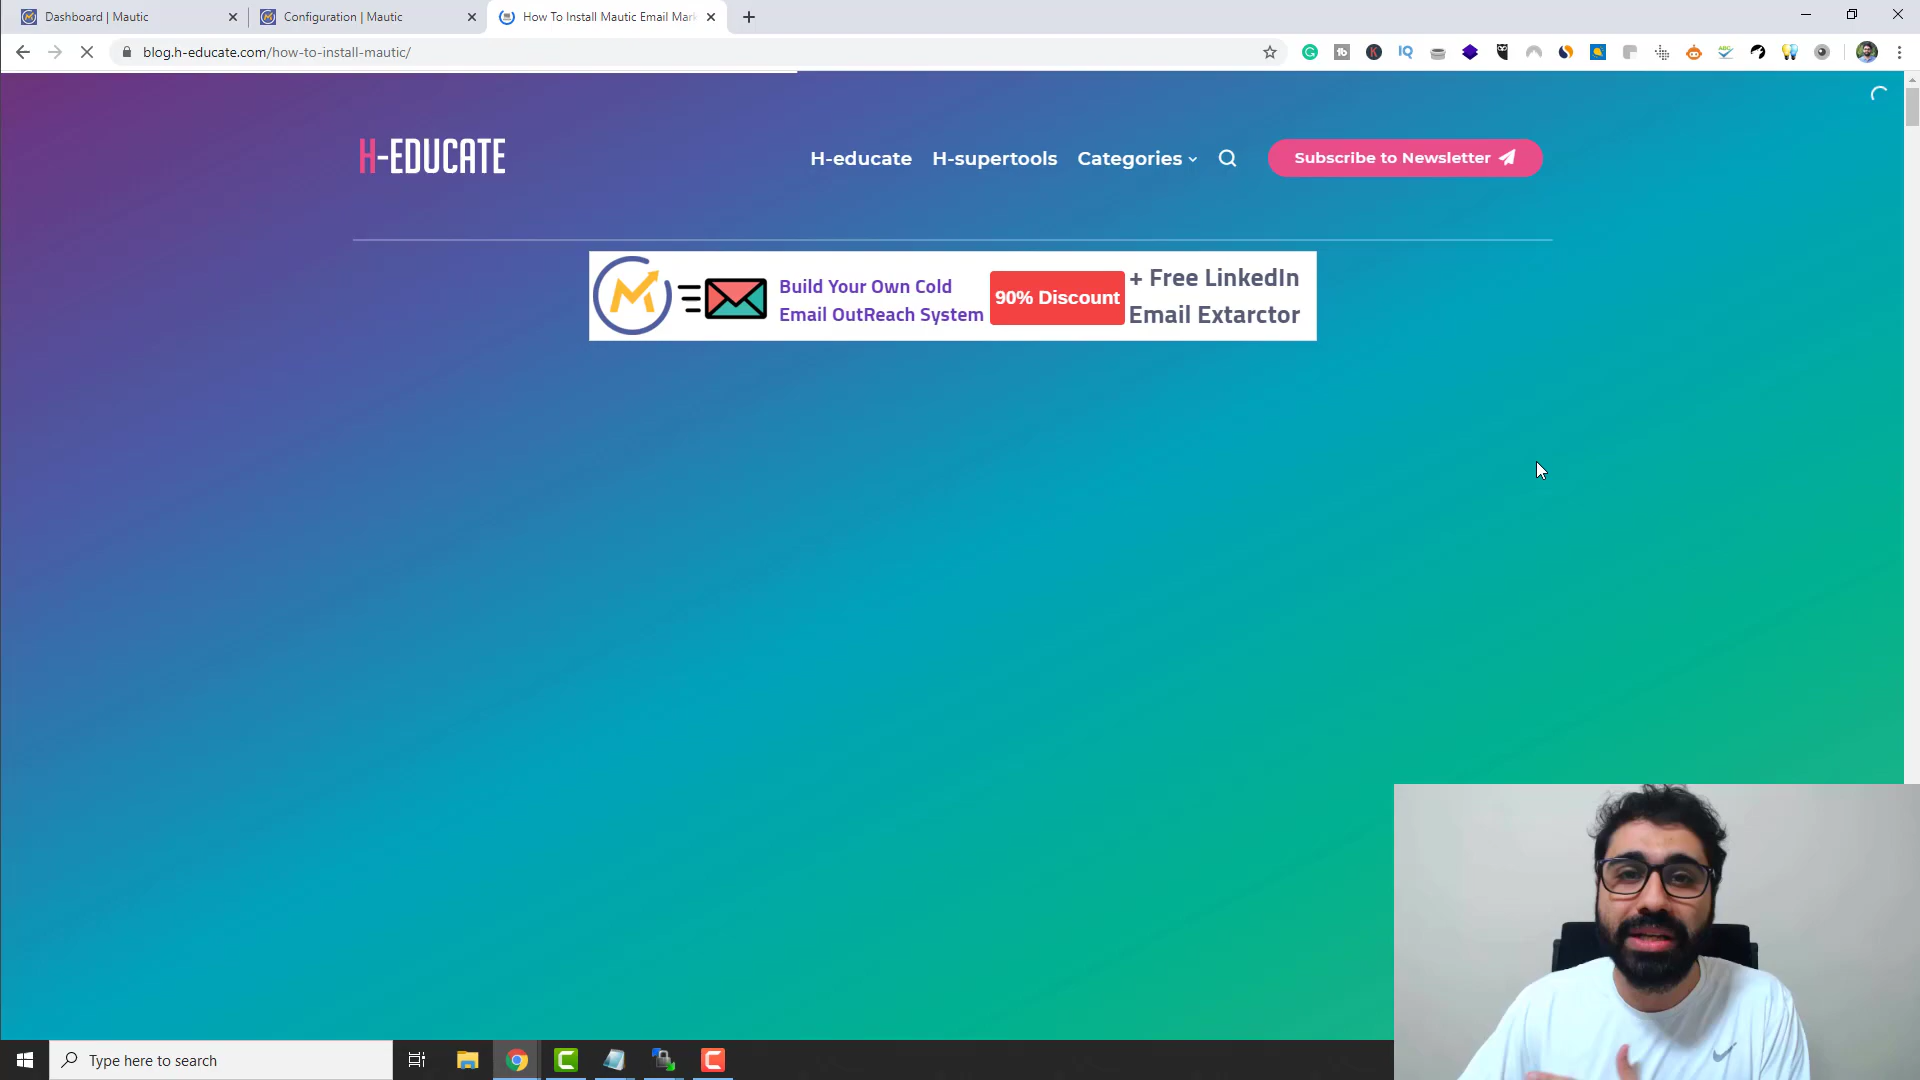 Dashboard | Mautic
Configuration | Mautic
How To Install Mautic Email Mar
blog.h-educate.com/how-to-install-mautic/
H-EDUCATE
H-educate
H-supertools
Categories
Subscribe to Newsletter
Build Your Own Cold
Email OutReach System
90% Discount
+ Free LinkedIn
Email Extarctor
Type here to search